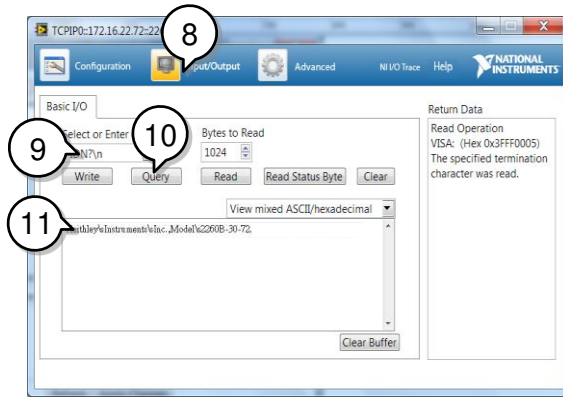 TCPIP0::172.16.22.72::22
8
Configuration
put/Output
Advanced
NI I/O Trace
Help
NATIONAL INSTRUMENTS
Basic I/O
Select or Enter
Bytes to Read
9
DN?\n
10
1024
Write
Query
Read
Read Status Byte
Clear
View mixed ASCII/hexadecimal
11
thley\sInstruments\sInc.,Model\s2260B-30-72,
Clear Buffer
Return Data
Read Operation
VISA: (Hex 0x3FFF0005)
The specified termination
character was read.